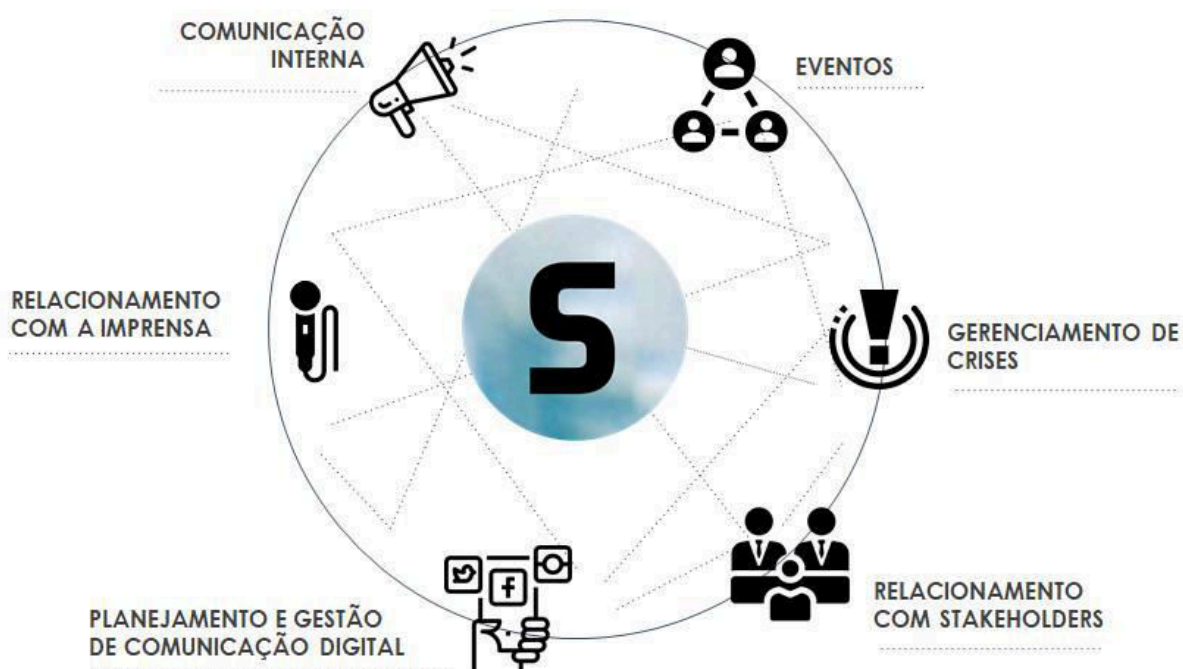 COMUNICAÇÃO
INTERNA
EVENTOS
RELACIONAMENTO
COM A IMPRENSA
S
GERENCIAMENTO DE
CRISES
RELACIONAMENTO
COM STAKEHOLDERS
PLANEJAMENTO E GESTÃO
DE COMUNICAÇÃO DIGITAL